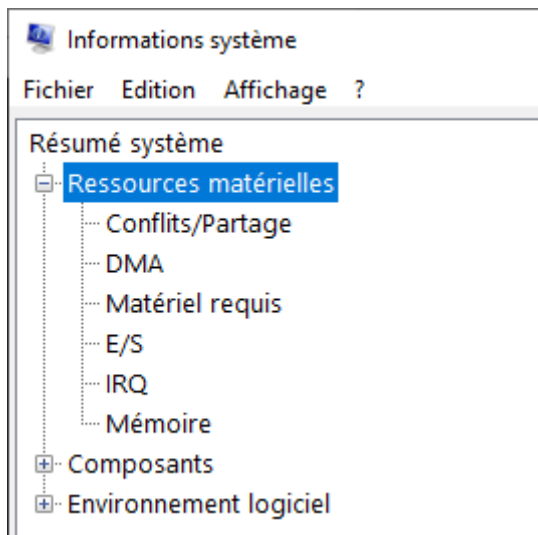 Informations système
Fichier Edition Affichage ?
Résumé système
Ressources matérielles
Conflits/Partage
DMA
Matériel requis
E/S
IRQ
Mémoire
Composants
Environnement logiciel